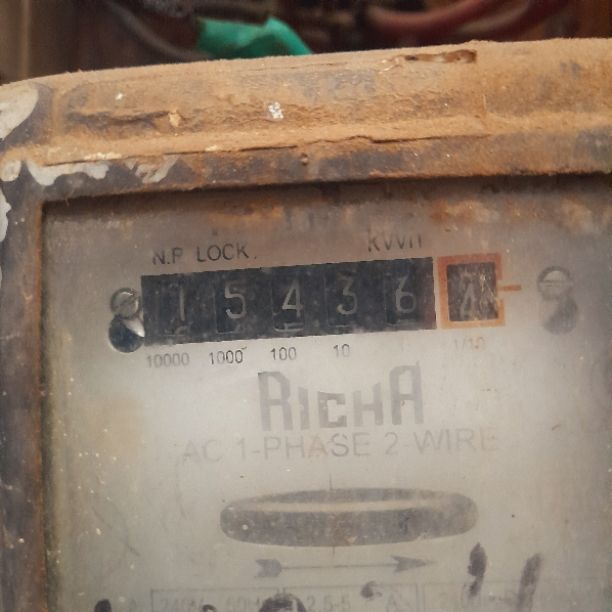 N.R LOCK. KWH
1 5 4 3 6 4
10000 1000 100 10 1/10
RICHA
AC 1-PHASE 2-WIRE